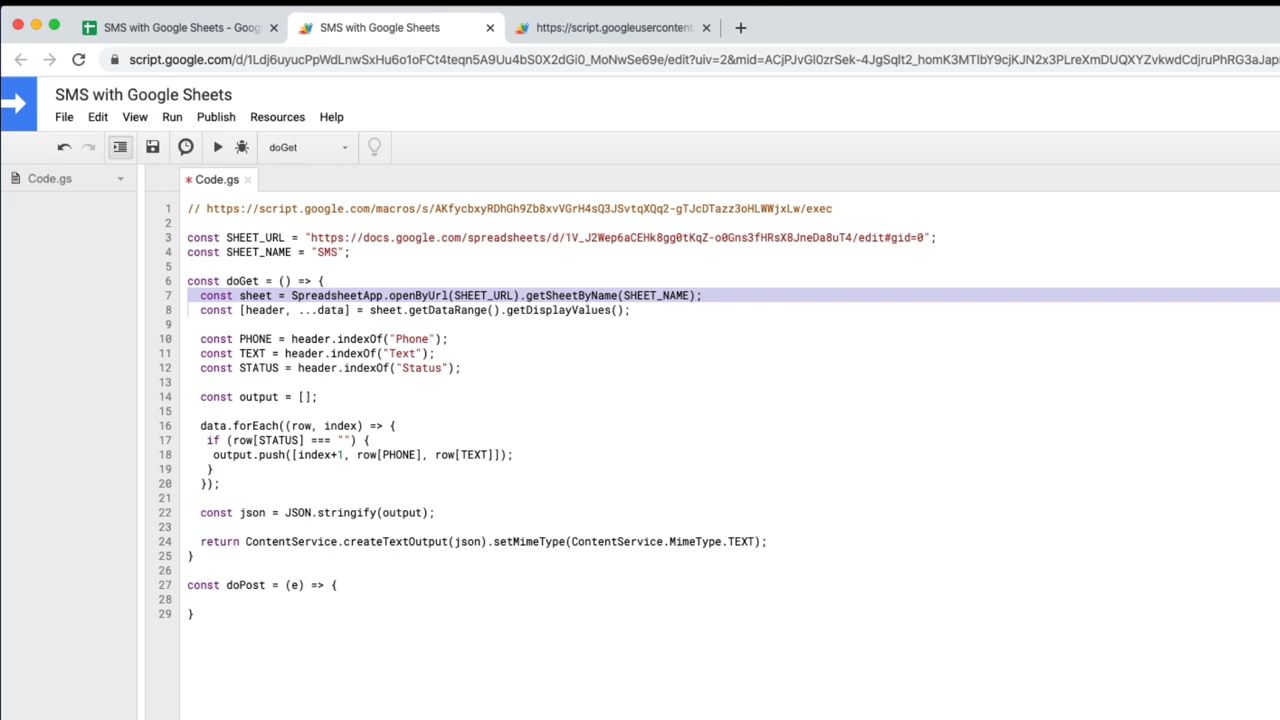 SMS with Google Sheets - Goog
SMS with Google Sheets
https://script.googleusercontent
script.google.com/d/1Ldj6uyucPpWdLnwSxHu6o1oFCt4teqn5A9Uu4bS0X2dGi0_MoNwSe69e/edit?uiv=2&mid=ACjPJvGl0zrSek-4JgSqIt2_homK3MTlbY9cjKJN2x3PLreXmDUQXYZvkwdCdjruPhRG3aJapr
SMS with Google Sheets
File Edit View Run Publish Resources Help
doGet
Code.gs
* Code.gs
1 // https://script.google.com/macros/s/AKfycbxyRDhGh9Zb8xvVGrH4sQ3JSvtqXQq2-gTJcDTazz3oHLWWjxLw/exec
2
3 const SHEET_URL = "https://docs.google.com/spreadsheets/d/1V_J2Wep6aCEHk8gg0tKqZ-o0Gns3fHRsX8JneDa8uT4/edit#gid=0";
4 const SHEET_NAME = "SMS";
5
6 const doGet = () => {
7 const sheet = SpreadsheetApp.openByUrl(SHEET_URL).getSheetByName(SHEET_NAME);
8 const [header, ...data] = sheet.getDataRange().getDisplayValues();
9
10 const PHONE = header.indexOf("Phone");
11 const TEXT = header.indexOf("Text");
12 const STATUS = header.indexOf("Status");
13
14 const output = [];
15
16 data.forEach((row, index) => {
17 if (row[STATUS] === "") {
18 output.push([index+1, row[PHONE], row[TEXT]]);
19 }
20 });
21
22 const json = JSON.stringify(output);
23
24 return ContentService.createTextOutput(json).setMimeType(ContentService.MimeType.TEXT);
25 }
26
27 const doPost = (e) => {
28
29 }